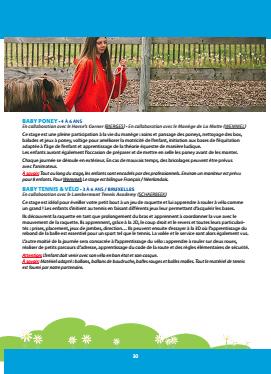 BABY PONEY - 4 À 6 ANS
En collaboration avec le Horse's Corner (BIERGES) - En collaboration avec le Manège de La Motte (BIERGES)
Ce stage est une pleine participation à la vie du manège : soins et pansage des poneys, nettoyage des box,
balades et jeux à poney, voltige pour améliorer la motricité de l'enfant, initiation aux bases de l'équitation
adaptée à l'âge de l'enfant et apprentissage de la théorie équestre de manière ludique.
Les enfants auront également l'occasion de préparer et de mettre en selle les poneys avant de les monter.
Chaque journée se déroule en extérieur. En cas de mauvais temps, des bricolages peuvent être prévus
avec l'animateur.
À savoir: Tout au long du stage, les enfants sont encadrés par des professionnels. Environ un moniteur est prévu
pour 8 enfants. Pour le stage est bilingue Français / Néerlandais.
BABY TENNIS & VÉLO - 3 À 6 ANS / BRUXELLES
En collaboration avec le Lambermont Tennis Academy (SCHAERBEEK)
Ce stage est idéal pour éveiller votre petit bout à un jeu de raquette et lui apprendre à rouler à vélo comme
un grand ! Les enfants s'initient au tennis en faisant différents jeux leur permettant d'acquérir les bases.
Ils découvrent la raquette en tant que prolongement du bras et apprennent à coordonner la vue avec le
mouvement de la raquette. Ils apprennent, grâce à la 3D, le coup droit et le revers et toutes leurs particularités
: prises, placement, jeux de jambes, direction… Ils peuvent ensuite d'essayer à la 3D où l'apprentissage du
rebond de la balle est essentiel pour un sport tel que le tennis. La volée et le service sont alors également vus.
L'autre moitié de la journée sera consacrée à l'apprentissage du vélo : apprendre à rouler sur deux roues,
réaliser de petits parcours d'adresse, apprentissage du code de la route et des règles élémentaires de sécurité.
Attention: L'enfant doit venir avec son vélo en bon état et son casque.
À savoir: Matériel adapté : ballons, ballons de baudruche, balles rouges et balles molles. Tout le matériel de tennis
est fourni par notre partenaire.
30